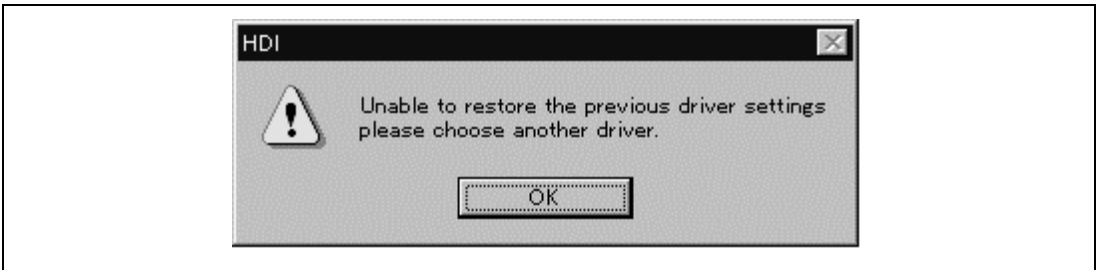 HDI
Unable to restore the previous driver settings
please choose another driver.
OK